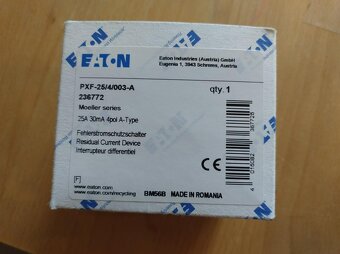 EATON
Eaton Industries (Austria) GmbH
Eugenia 1, 3943 Schrems, Austria
PXF-25/4/003-A
236772
qty. 1
Moeller series
25A 30mA 4pol A-Type
Fehlerstromschutzschalter
Residual Current Device
Interrupteur differentiel
CE
F
www.eaton.com
www.eaton.com/recycling
BM56B MADE IN ROMANIA